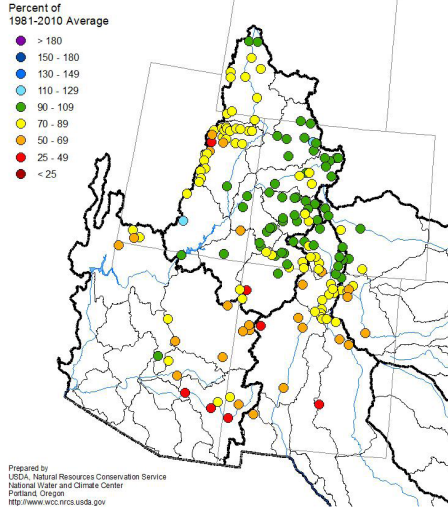 Percent of
1981-2010 Average
> 180
150 - 180
130 - 149
110 - 129
90 - 109
70 - 89
50 - 69
25 - 49
< 25
Prepared by
USDA, Natural Resources Conservation Service
National Water and Climate Center
Portland, Oregon
http://www.wcc.nrcs.usda.gov